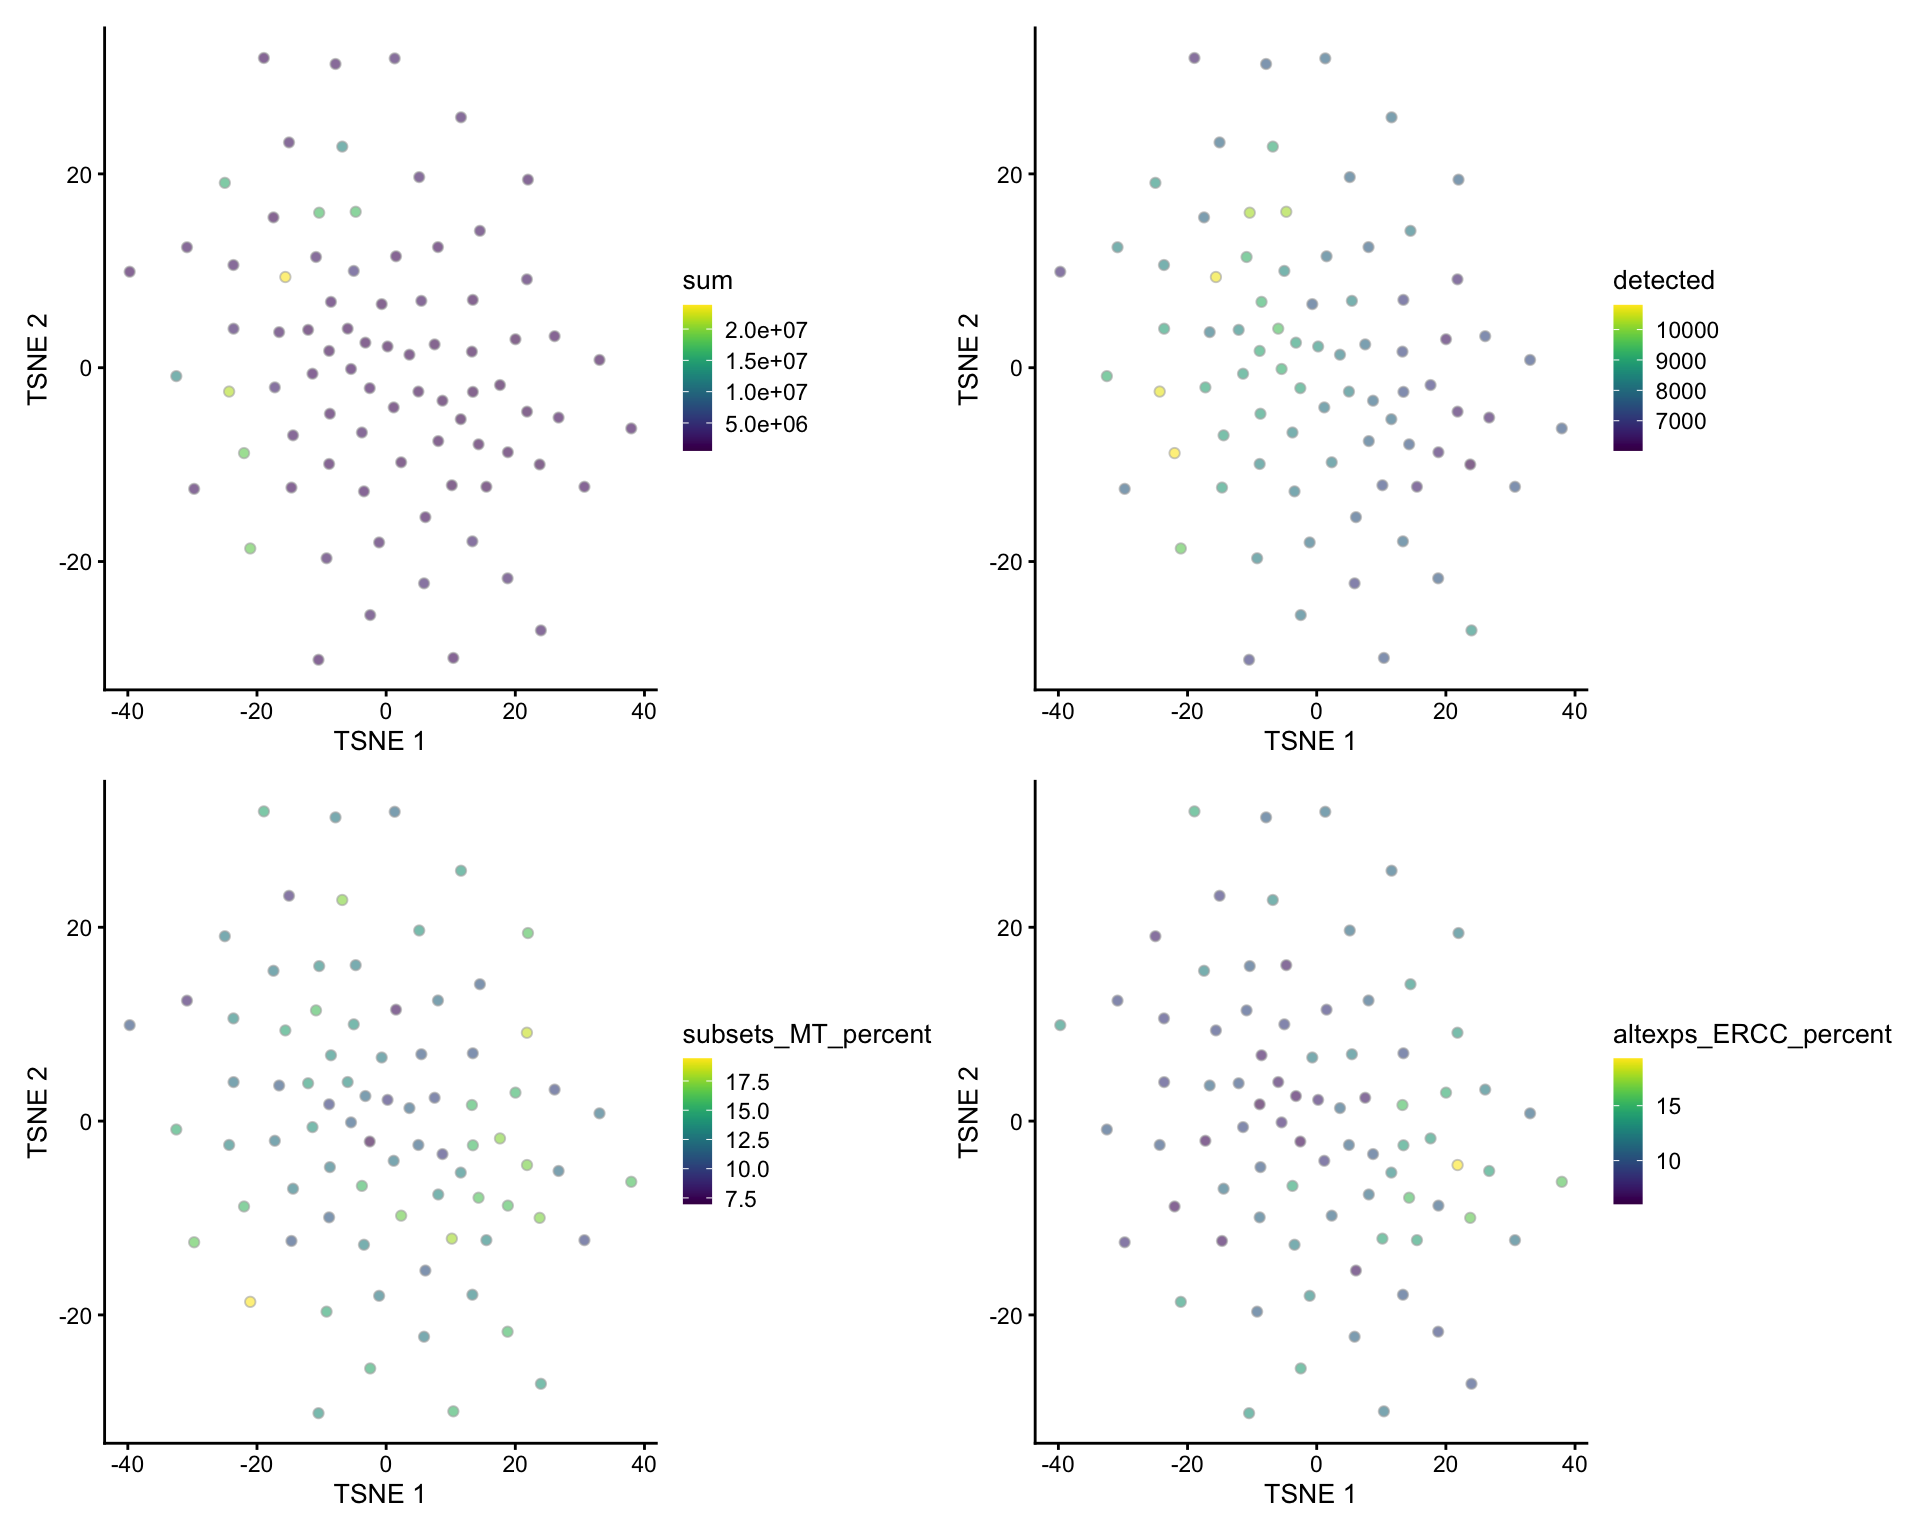 20
0
-20
TSNE 2
-40 -20 0 20 40
TSNE 1
sum
2.0e+07
1.5e+07
1.0e+07
5.0e+06
20
0
-20
TSNE 2
-40 -20 0 20 40
TSNE 1
detected
10000
9000
8000
7000
20
0
-20
TSNE 2
-40 -20 0 20 40
TSNE 1
subsets_MT_percent
17.5
15.0
12.5
10.0
7.5
20
0
-20
TSNE 2
-40 -20 0 20 40
TSNE 1
altexps_ERCC_percent
15
10